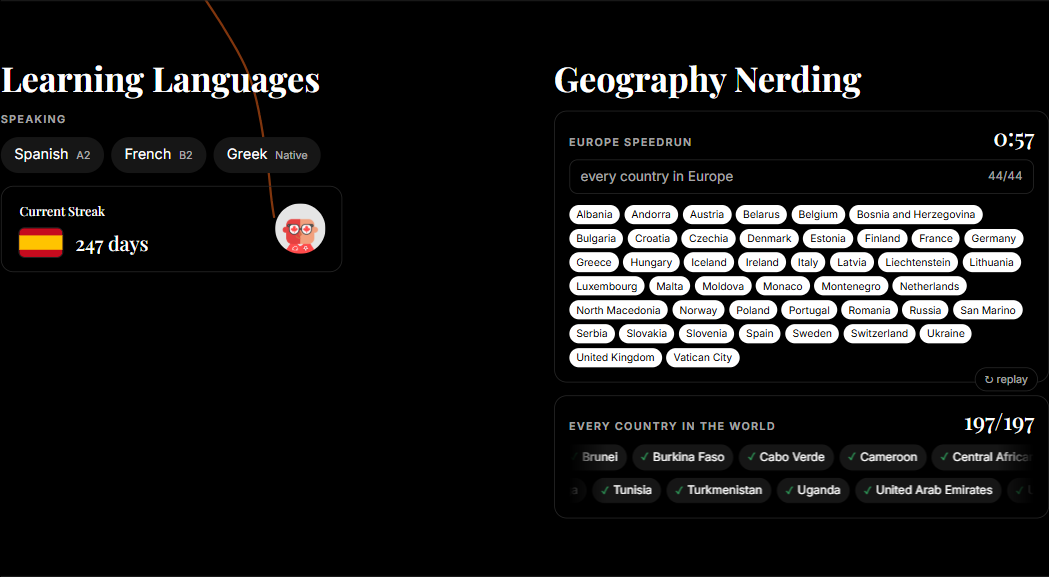 Learning Languages
SPEAKING
Spanish A2 French B2 Greek Native
Current Streak
247 days
Geography Nerding
EUROPE SPEEDRUN 0:57
every country in Europe 44/44
Albania Andorra Austria Belarus Belgium Bosnia and Herzegovina
Bulgaria Croatia Czechia Denmark Estonia Finland France Germany
Greece Hungary Iceland Ireland Italy Latvia Liechtenstein Lithuania
Luxembourg Malta Moldova Monaco Montenegro Netherlands
North Macedonia Norway Poland Portugal Romania Russia San Marino
Serbia Slovakia Slovenia Spain Sweden Switzerland Ukraine
United Kingdom Vatican City
↻ replay
EVERY COUNTRY IN THE WORLD 197/197
Brunei ✓ Burkina Faso ✓ Cabo Verde ✓ Cameroon ✓ Central Africa
✓ Tunisia ✓ Turkmenistan ✓ Uganda ✓ United Arab Emirates ✓